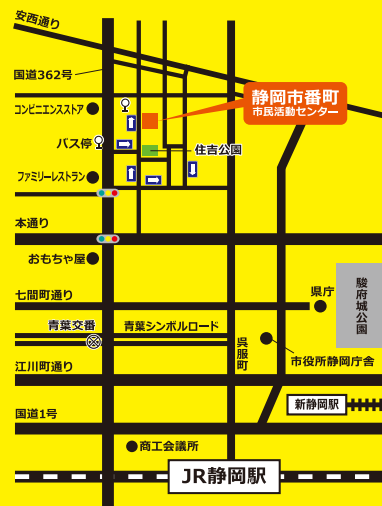 安西通り
国道362号
静岡市番町
市民活動センター
コンビニエンスストア
バス停
住吉公園
ファミリーレストラン
本通り
おもちゃ屋
七間町通り
県庁
駿府城公園
青葉交番
青葉シンボルロード
呉服町
市役所静岡庁舎
江川町通り
新静岡駅
国道1号
商工会議所
JR静岡駅